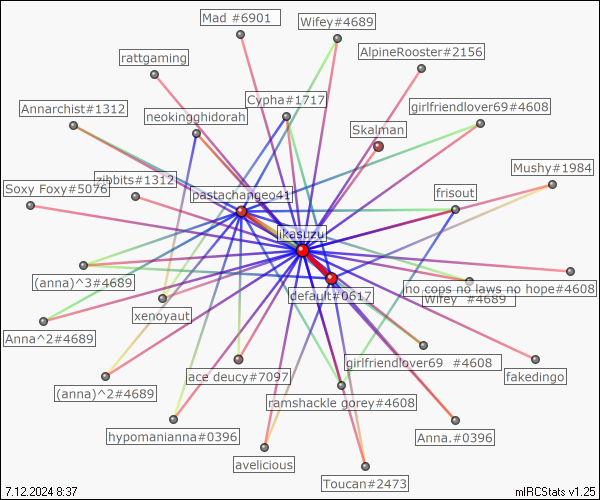 Mad #6901
Wifey#4689
AlpineRooster#2156
rattgaming
Cypha#1717
Annarchist#1312
neokingghidorah
girlfriendlover69#4608
Skalman
Mushy#1984
zibbits#1312
Soxy Foxy#5076
pastachangeo41
frisout
ikasuzu
(anna)^3#4689
default#0617
no cops no laws no hope#4608
Wifey #4689
xenoyaut
Anna^2#4689
girlfriendlover69 #4608
ace deucy#7097
fakedingo
(anna)^2#4689
ramshackle gorey#4608
hypomanianna#0396
Anna.#0396
avelicious
Toucan#2473
7.12.2024 8:37
mIRCStats v1.25